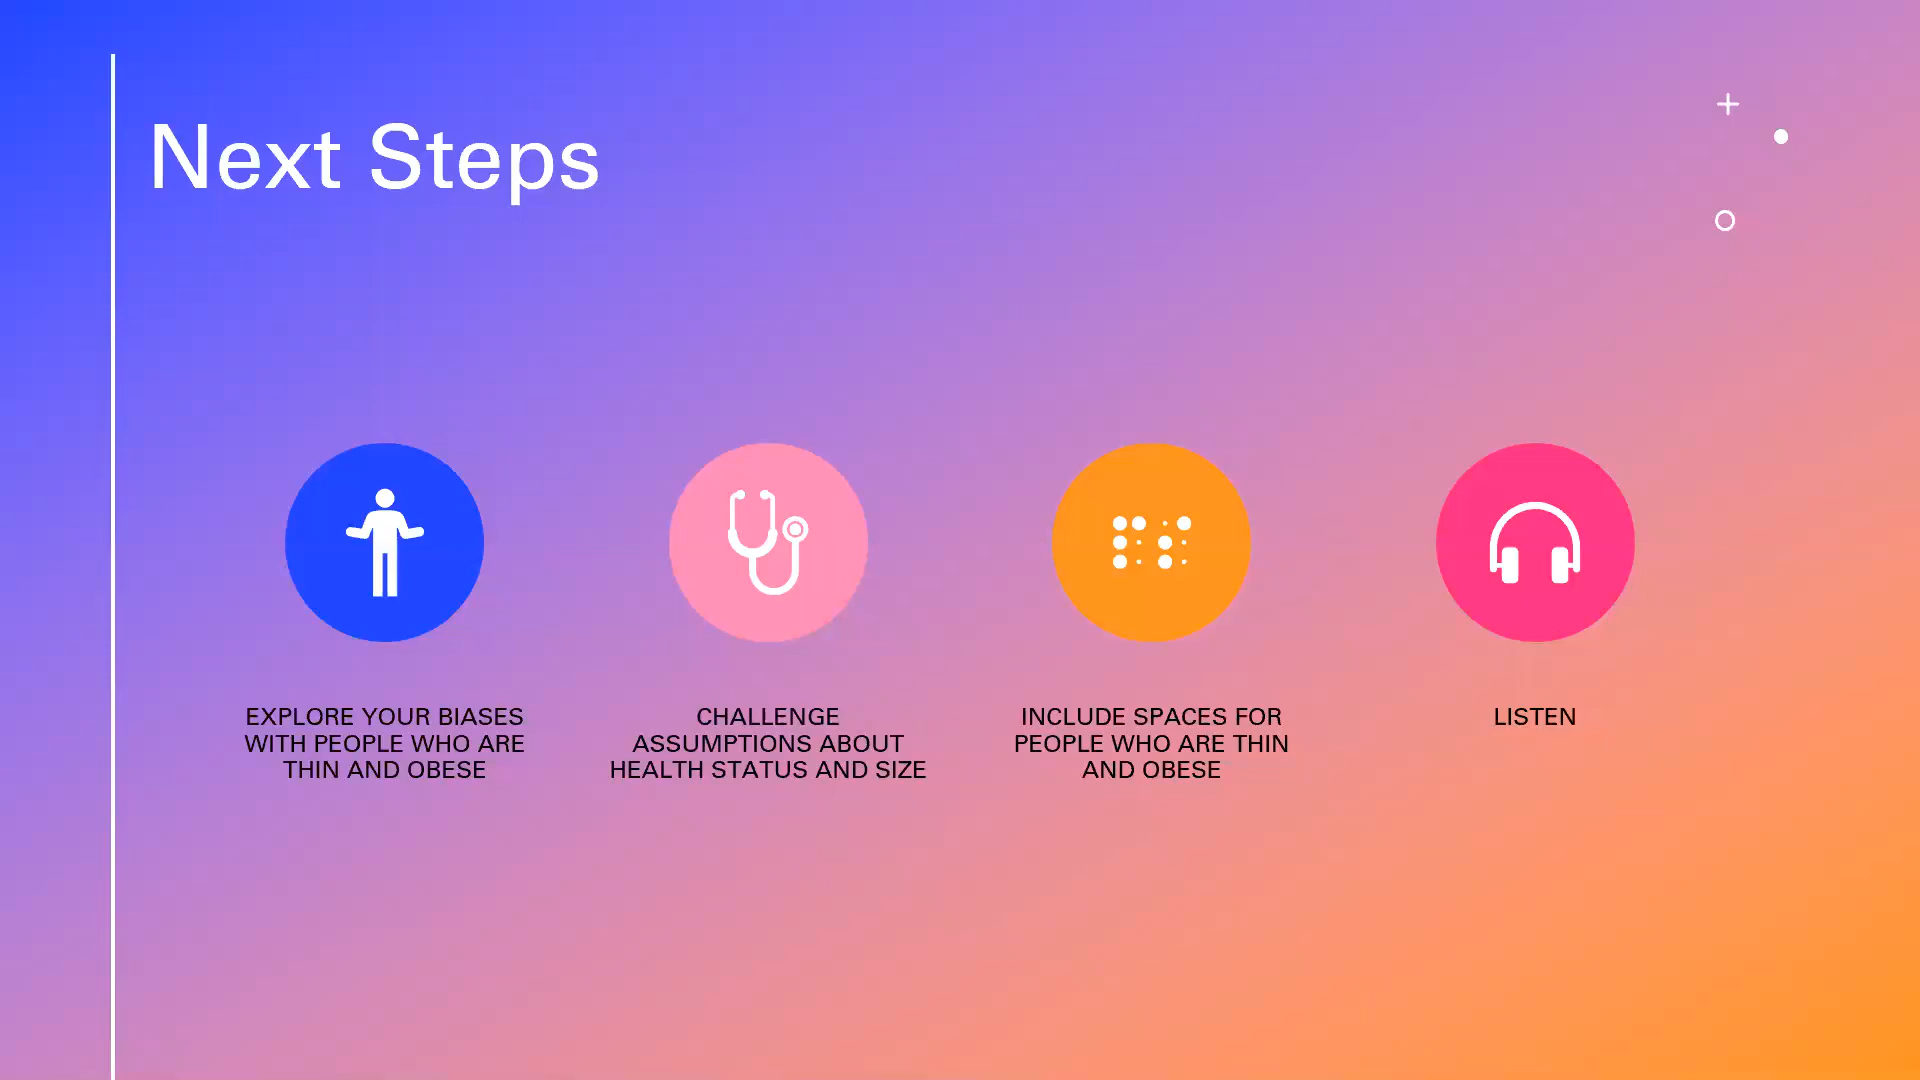 Next Steps
EXPLORE YOUR BIASES
WITH PEOPLE WHO ARE
THIN AND OBESE
CHALLENGE
ASSUMPTIONS ABOUT
HEALTH STATUS AND SIZE
INCLUDE SPACES FOR
PEOPLE WHO ARE THIN
AND OBESE
LISTEN